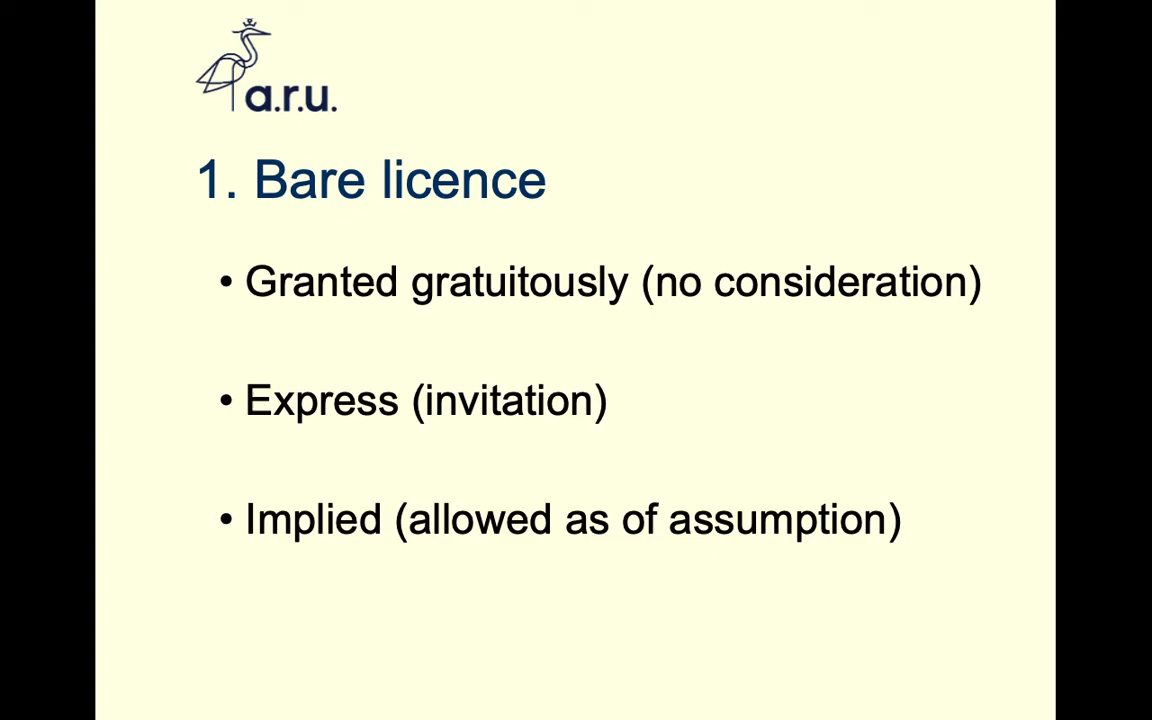 a.r.u.
1. Bare licence
• Granted gratuitously (no consideration)
• Express (invitation)
• Implied (allowed as of assumption)